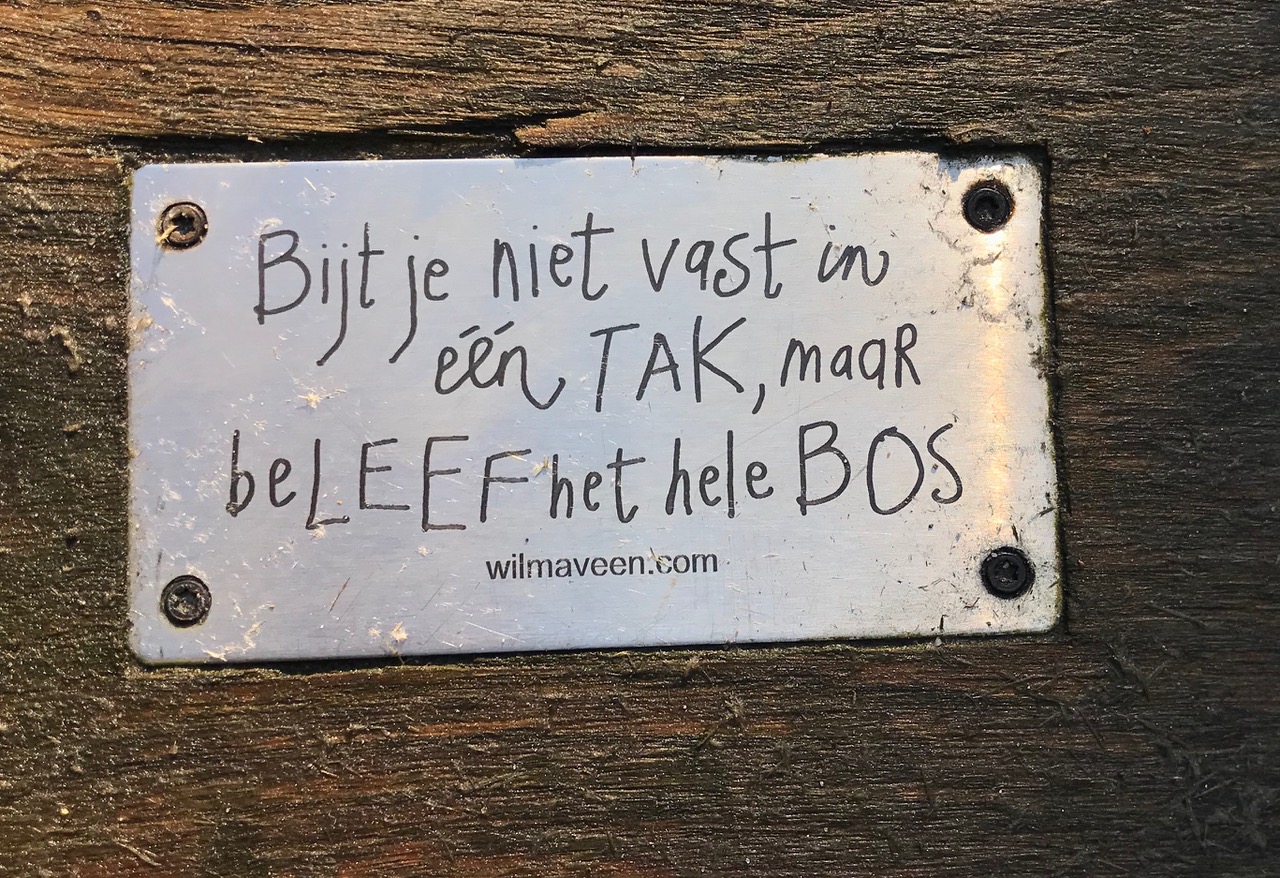 Bijt je niet vast in
één TAK, maaR
beLEEF het hele BOS
wilmaveen.com